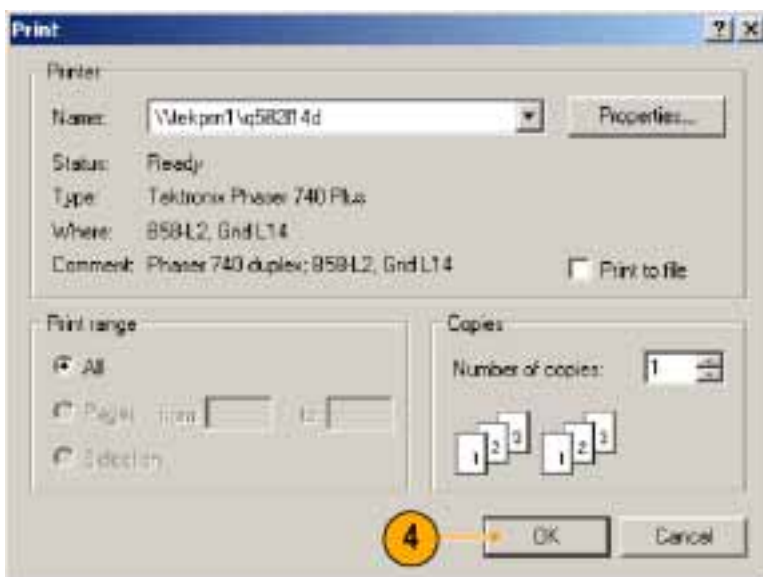 Print
Printer
Name: \\tekprn1\q582l14d
Properties...
Status: Ready
Type: Tektronix Phaser 740 Plus
Where: B58-L2, Grid L14
Comment: Phaser 740 duplex; B58-L2, Grid L14
Print to file
Print range
All
Pages from: to:
Selection
Copies
Number of copies: 1
1 2 3 1 2 3
4
OK Cancel